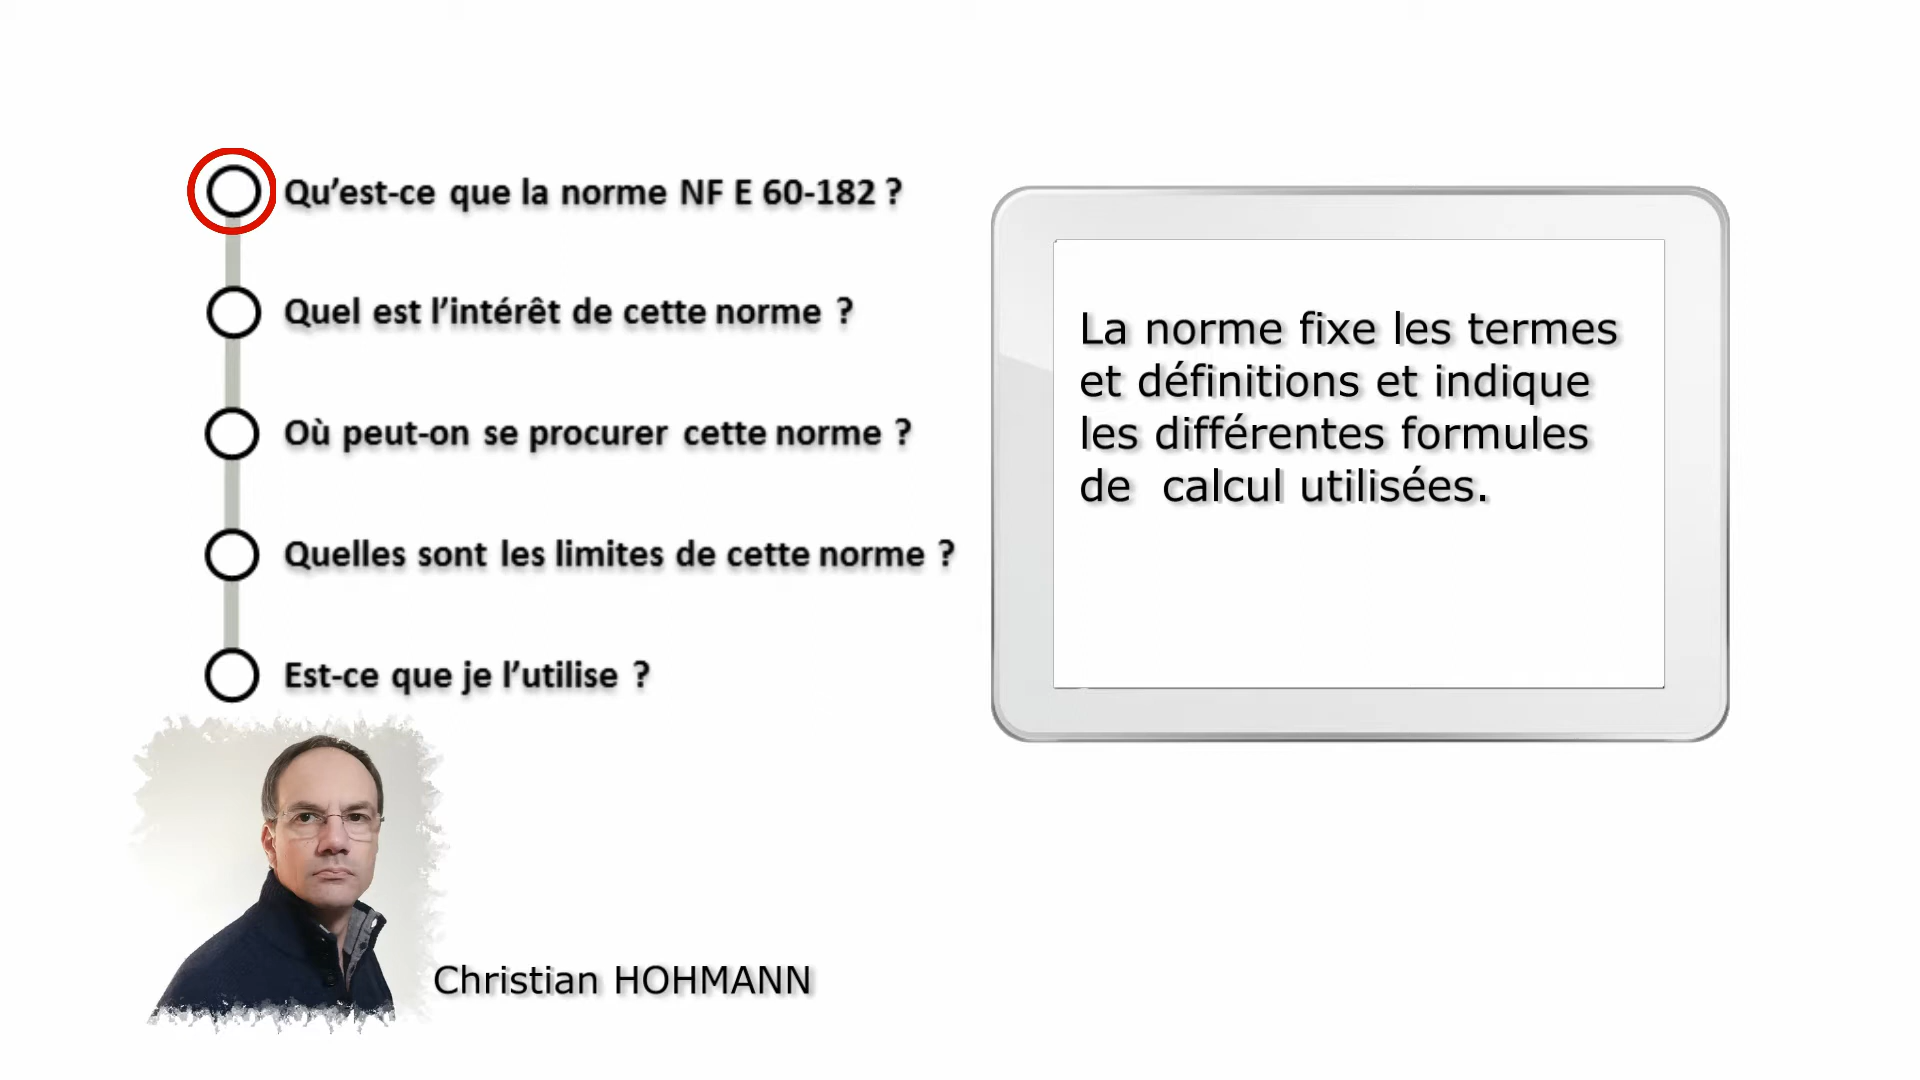 Qu’est-ce que la norme NF E 60-182 ?
Quel est l’intérêt de cette norme ?
Où peut-on se procurer cette norme ?
Quelles sont les limites de cette norme ?
Est-ce que je l’utilise ?
La norme fixe les termes
et définitions et indique
les différentes formules
de calcul utilisées.
Christian HOHMANN